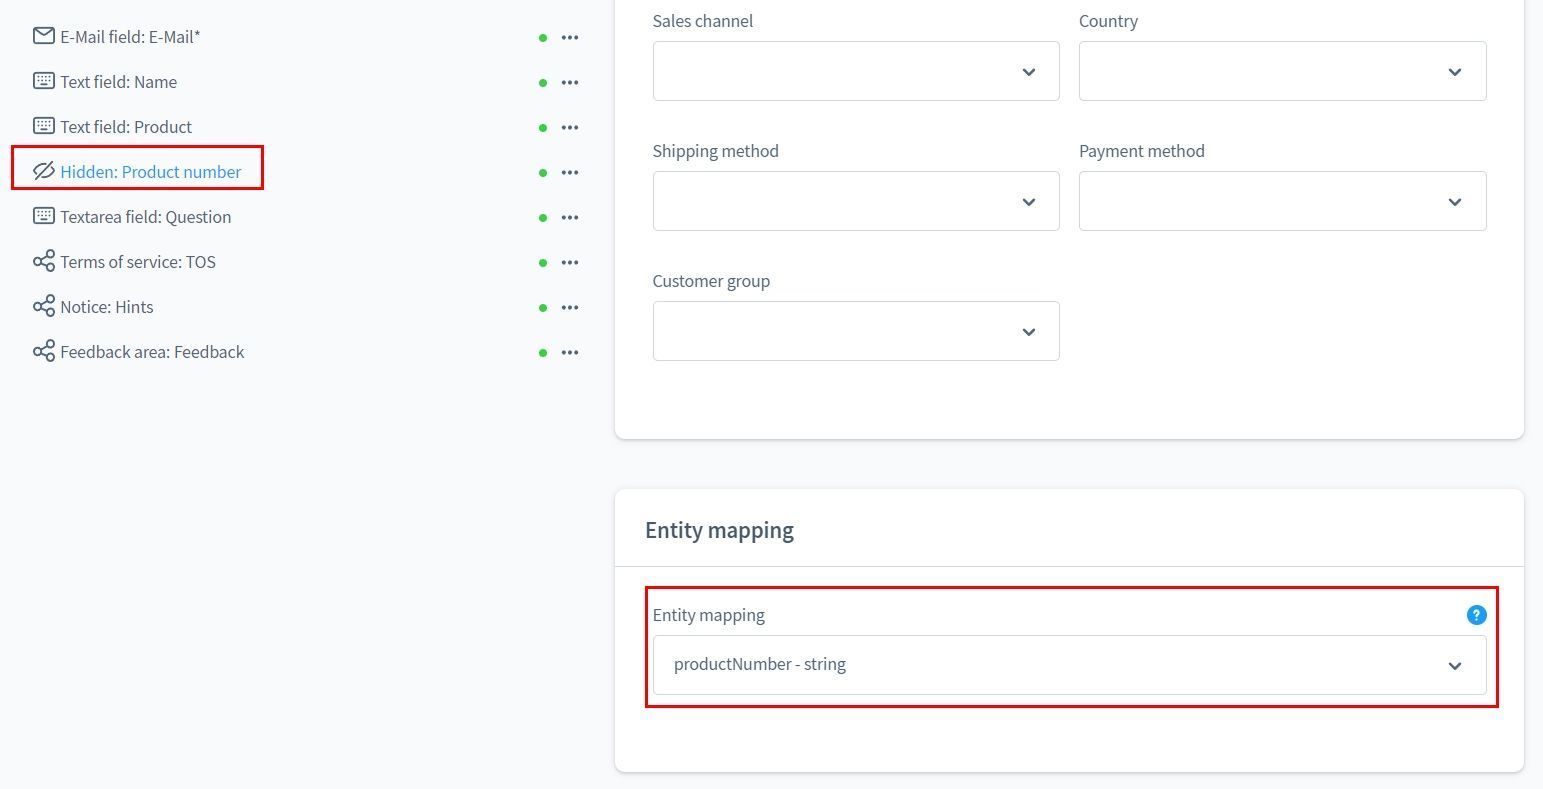 E-Mail field: E-Mail*
Text field: Name
Text field: Product
Hidden: Product number
Textarea field: Question
Terms of service: TOS
Notice: Hints
Feedback area: Feedback
Sales channel
Country
Shipping method
Payment method
Customer group
Entity mapping
Entity mapping
?
productNumber - string